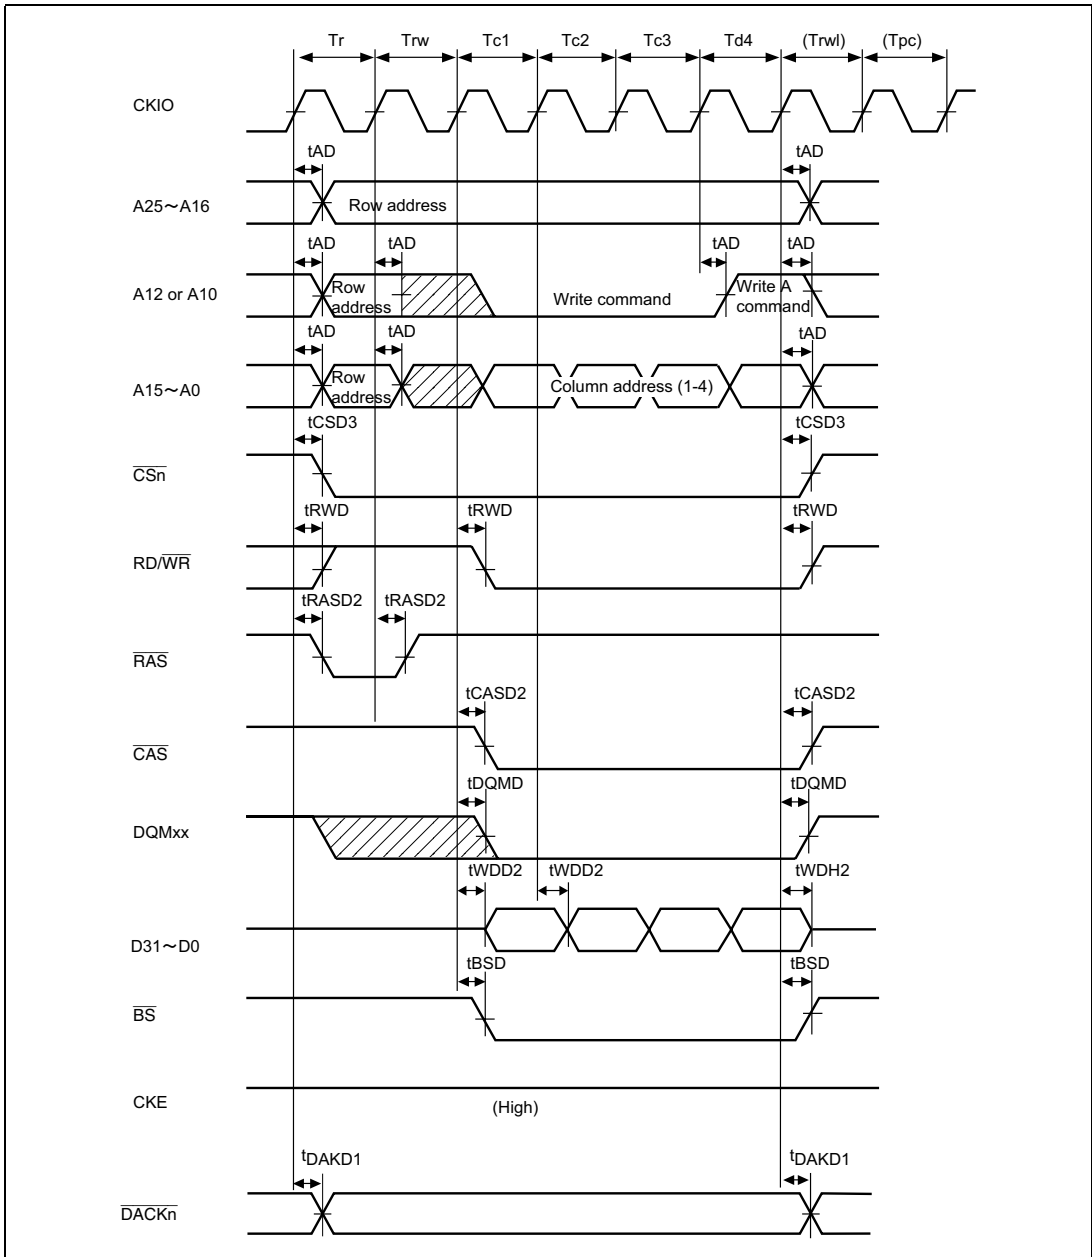 Tr Trw Tc1 Tc2 Tc3 Td4 (Trwl) (Tpc)
CKIO
tAD tAD
A25～A16 Row address
tAD tAD tAD tAD
A12 or A10 Row address Write command Write A command
tAD tAD tAD
A15～A0 Row address Column address (1-4)
tCSD3 tCSD3
CSn
tRWD tRWD tRWD
RD/WR
tRASD2 tRASD2
RAS
tCASD2 tCASD2
CAS
tDQMD tDQMD
DQMxx
tWDD2 tWDD2 tWDH2
D31～D0
tBSD tBSD
BS
CKE (High)
tDAKD1 tDAKD1
DACKn